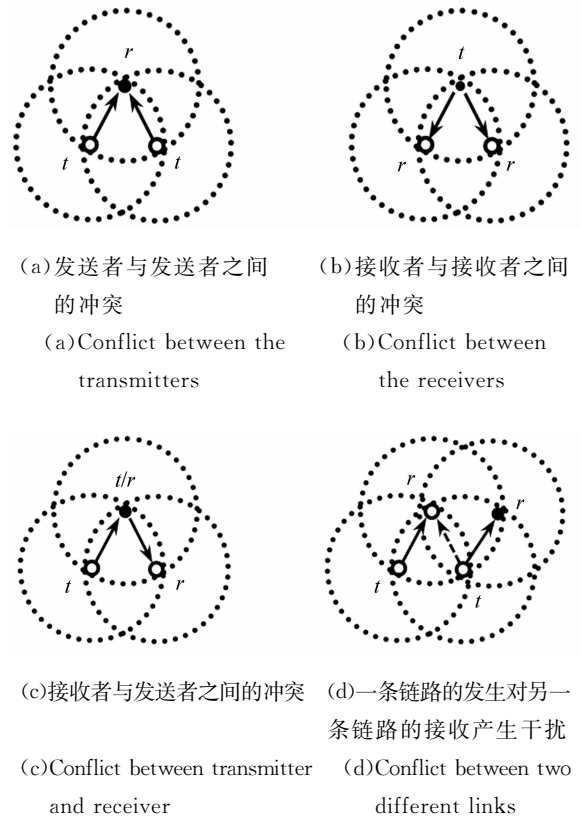 r
t
t
t
r
r
(a)发送者与发送者之间
的冲突
(a)Conflict between the
transmitters
(b)接收者与接收者之间
的冲突
(b)Conflict between
the receivers
t/r
t
r
r
r
t
t
(c)接收者与发送者之间的冲突
(c)Conflict between transmitter
and receiver
(d)一条链路的发生对另一
条链路的接收产生干扰
(d)Conflict between two
different links